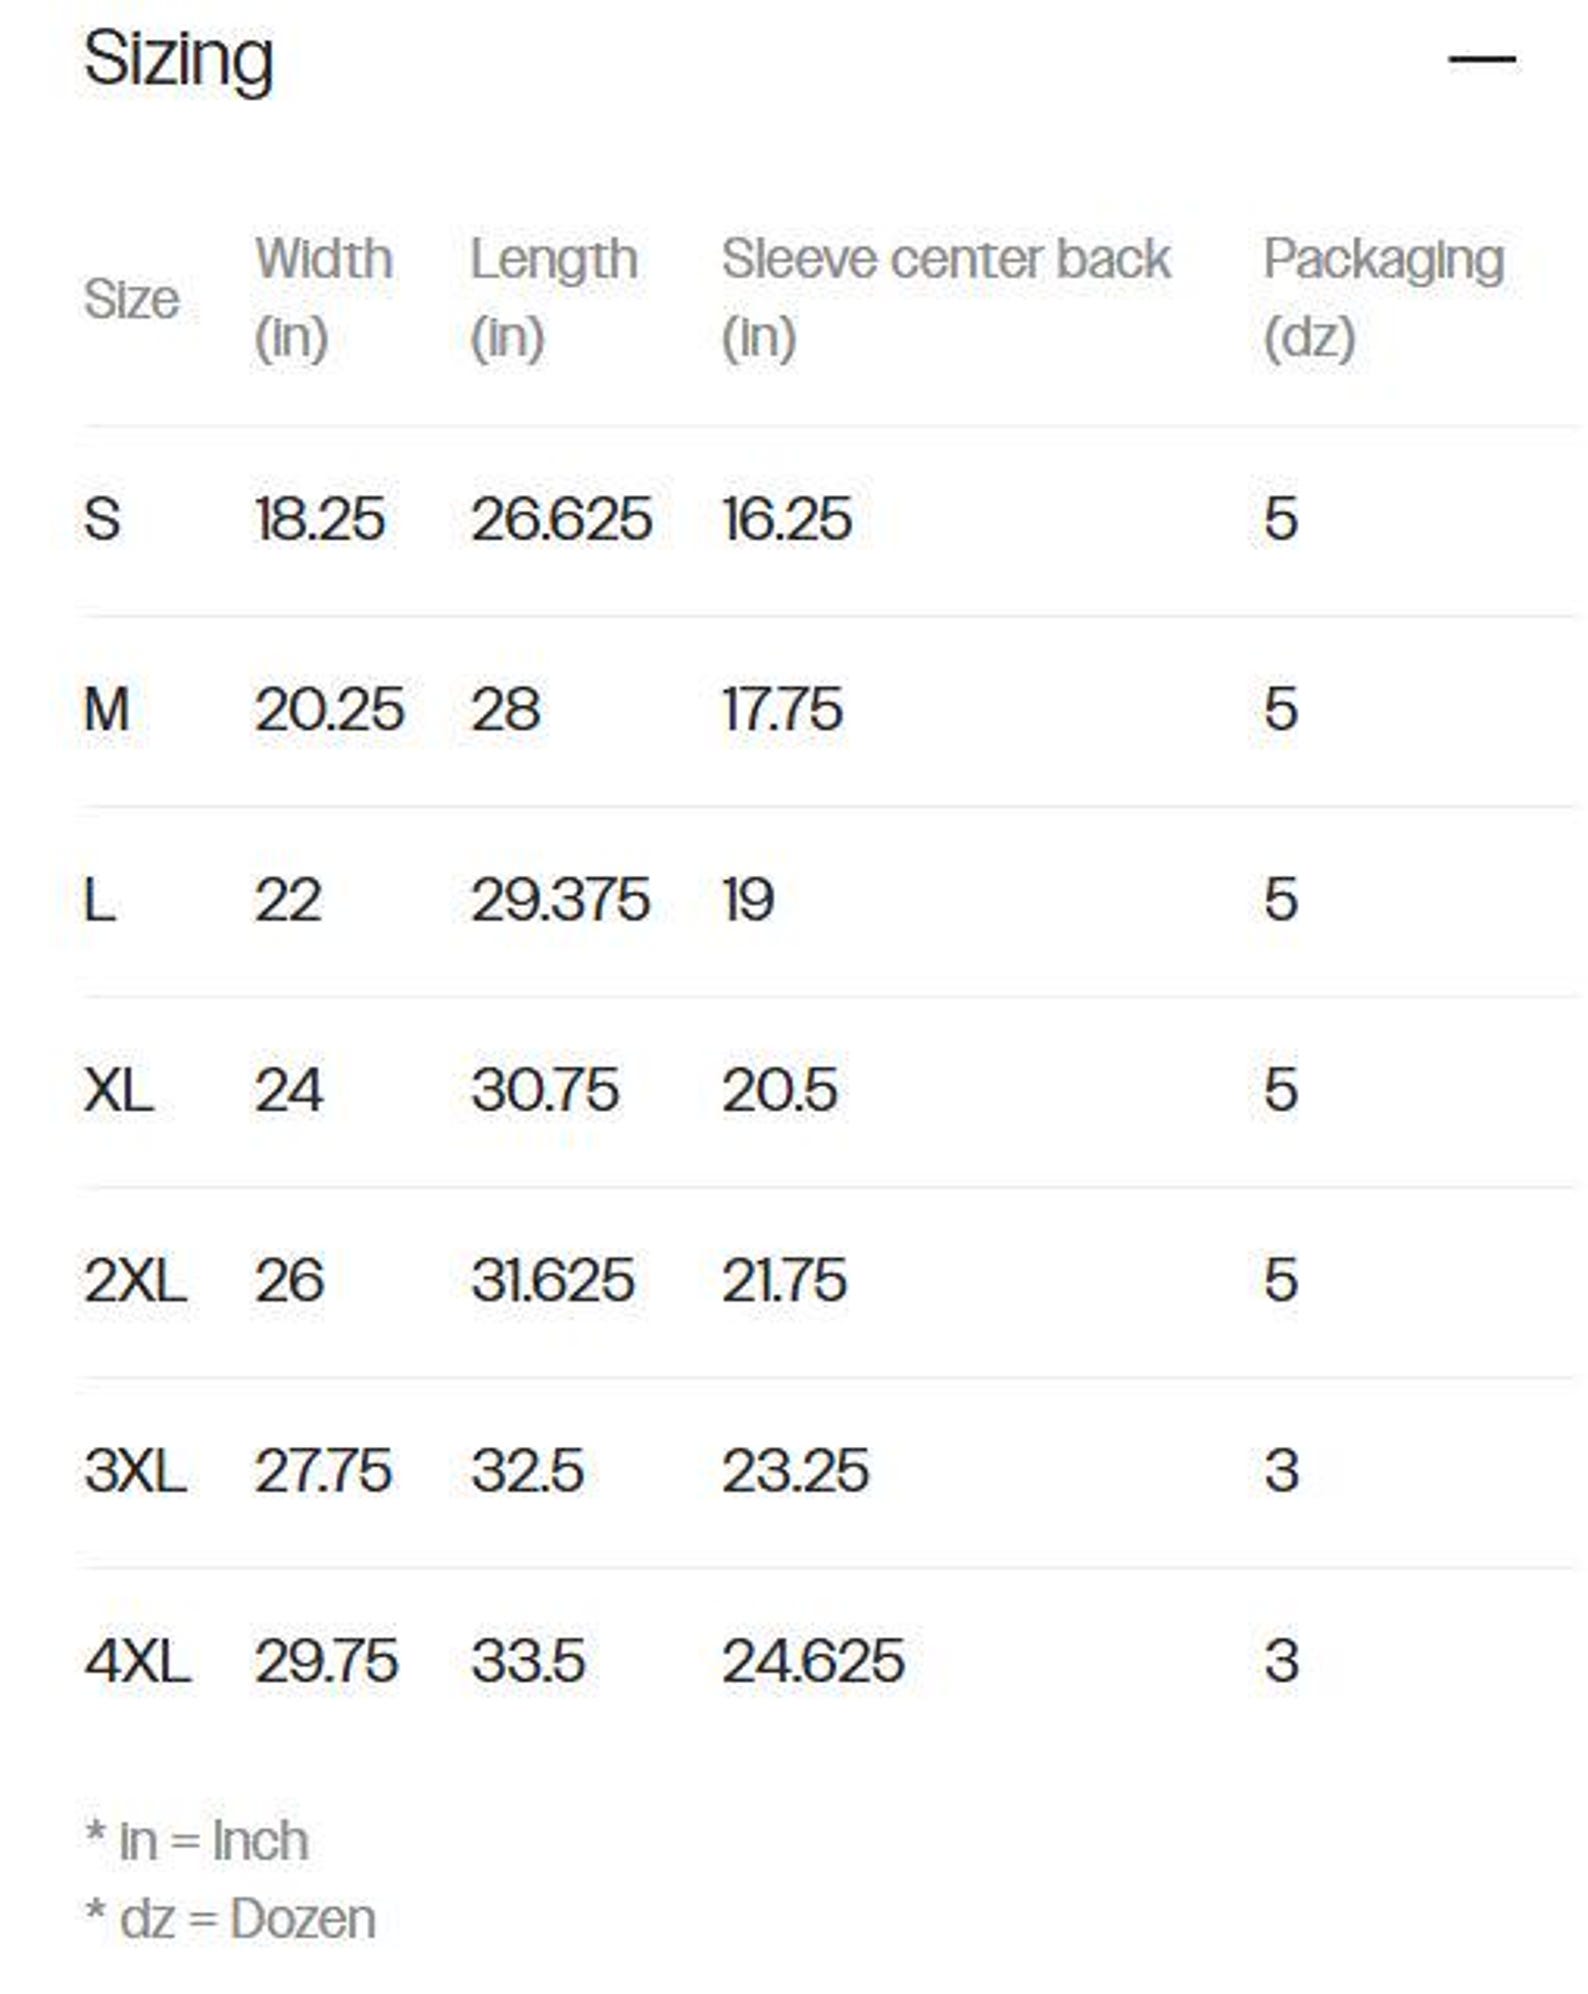 Sizing
Size Width (in) Length (in) Sleeve center back (in) Packaging (dz)
S 18.25 26.625 16.25 5
M 20.25 28 17.75 5
L 22 29.375 19 5
XL 24 30.75 20.5 5
2XL 26 31.625 21.75 5
3XL 27.75 32.5 23.25 3
4XL 29.75 33.5 24.625 3
* in = Inch
* dz = Dozen